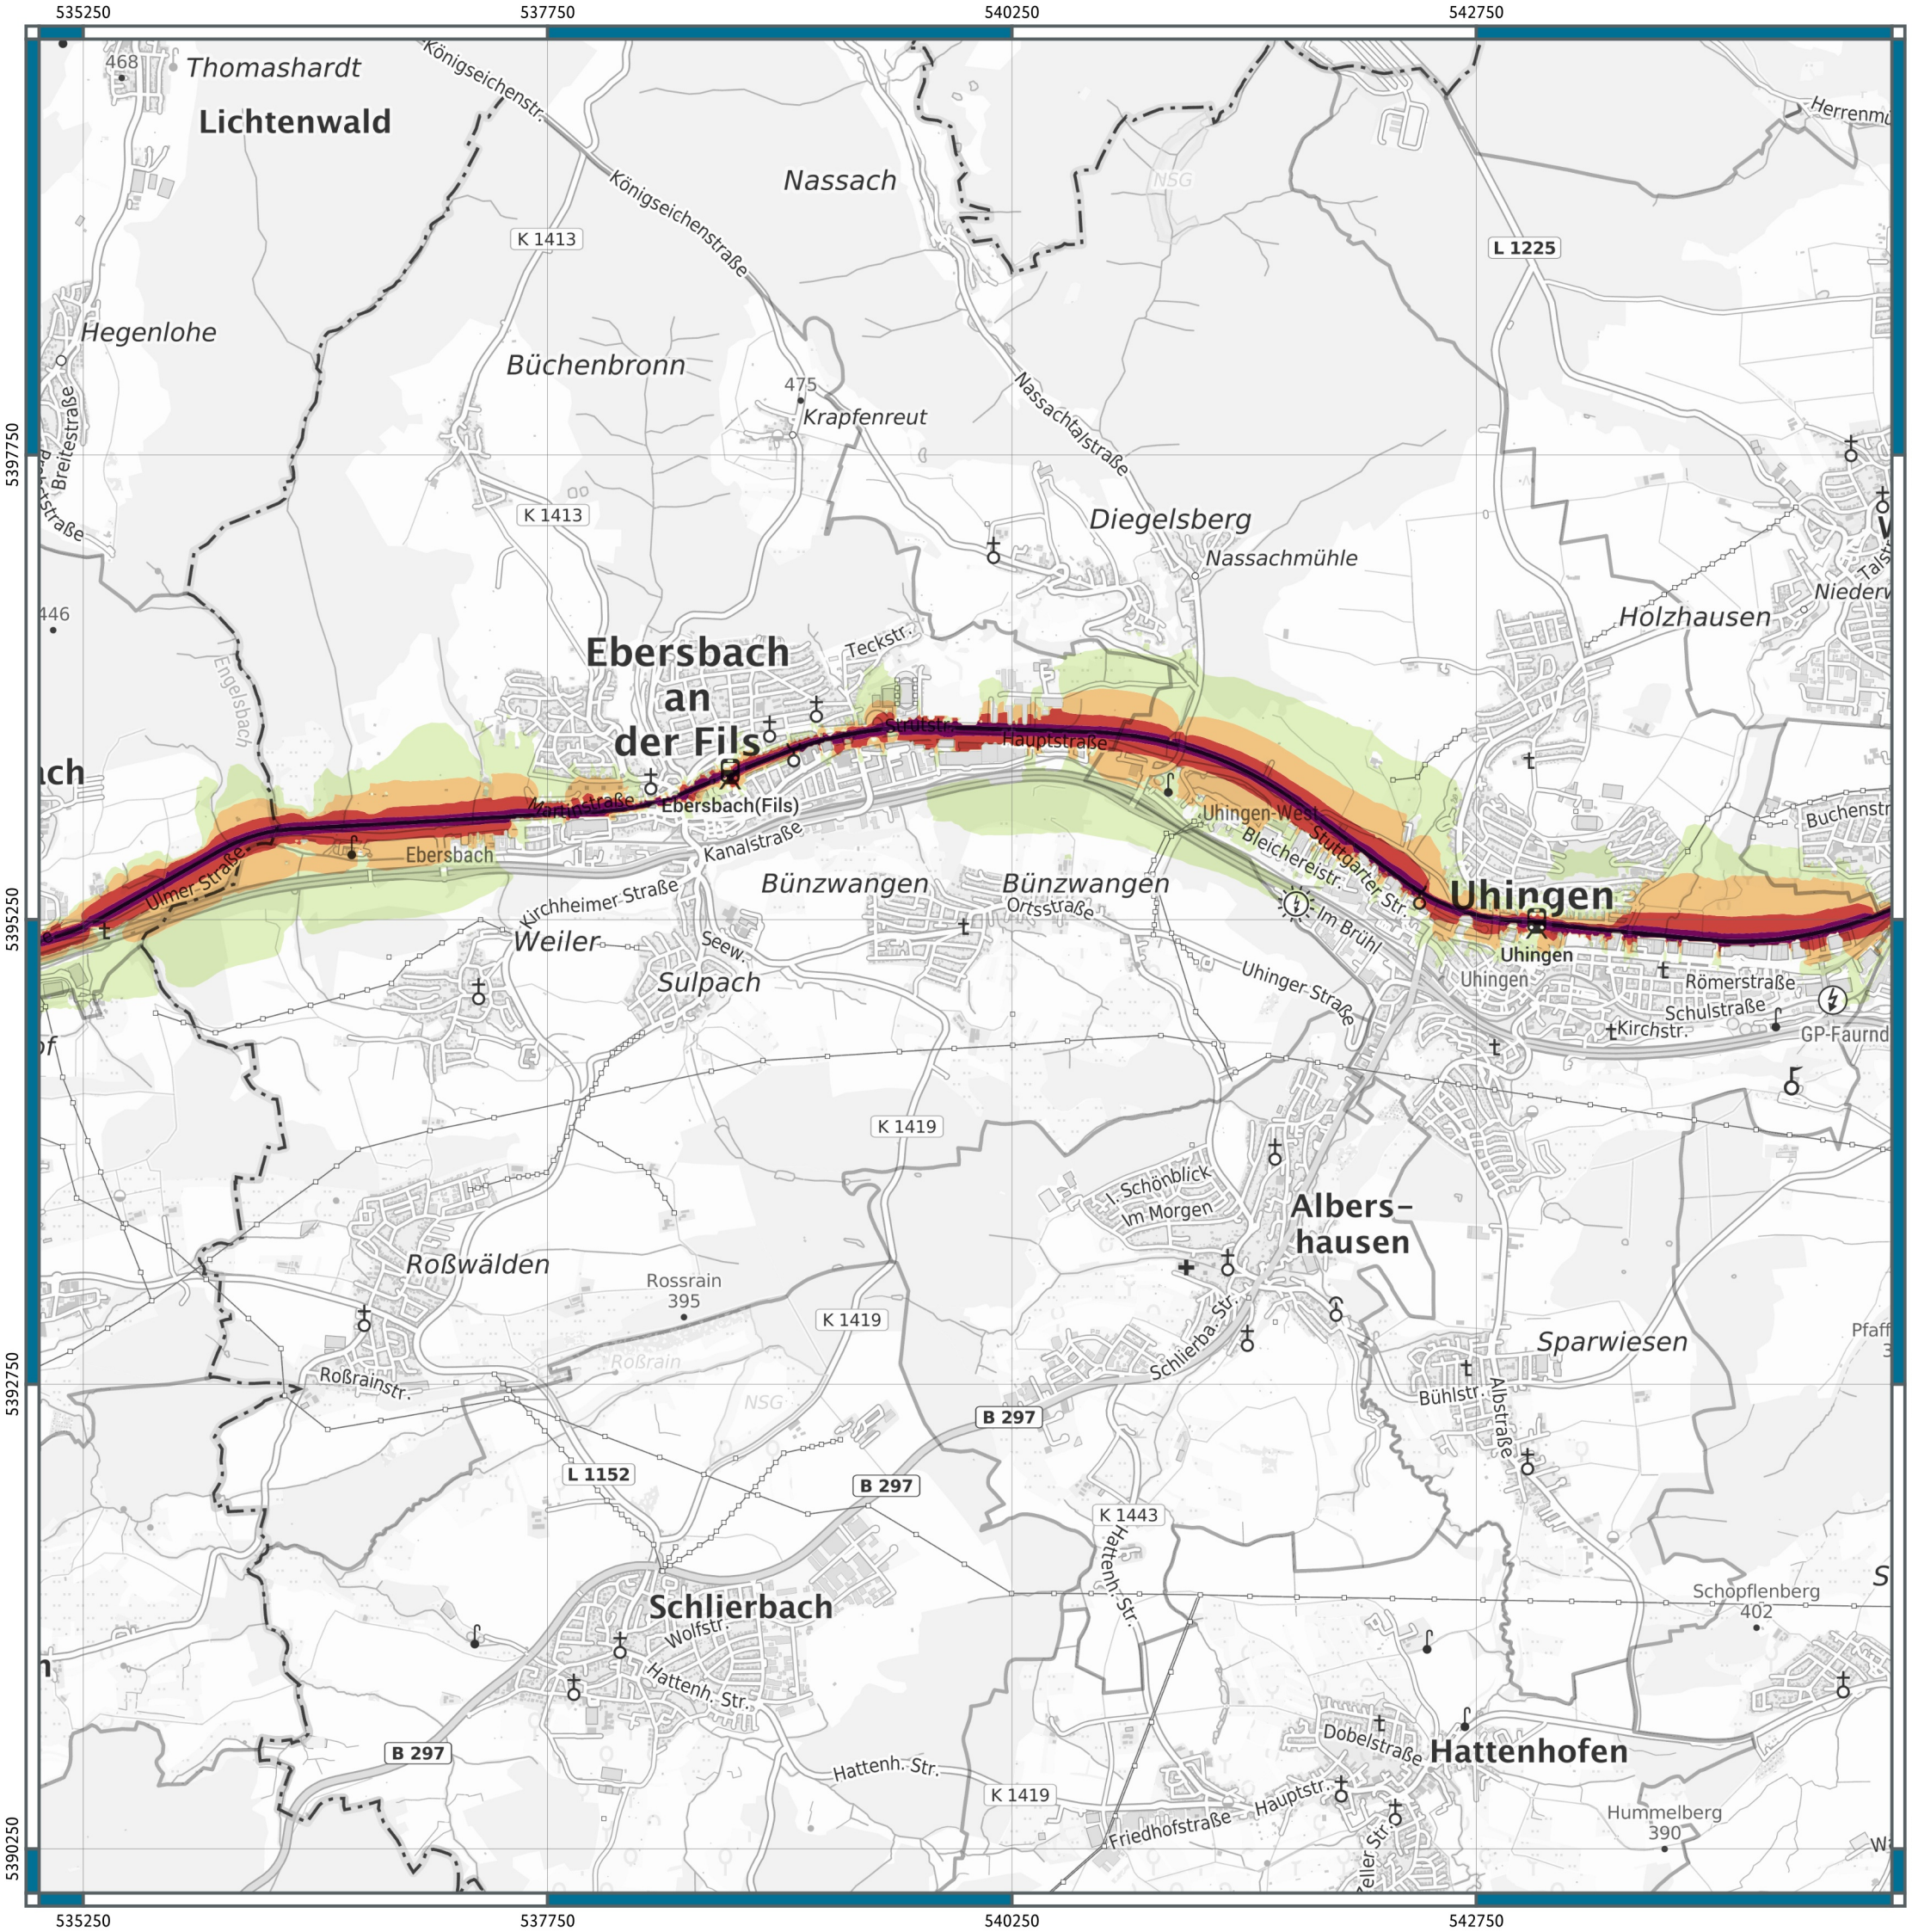 535250
537750
540250
542750
468
Thomashardt
Lichtenwald
Königseichenstr.
Königseichenstraße
Nassach
NSG
Herrenmü
K 1413
L 1225
Hegenlohe
Breitestraße
Büchenbronn
475
Krapfenreut
Nassachtalstraße
5397750
K 1413
Diegelsberg
Nassachmühle
Talstr
Niederw
446
Holzhausen
Engelsbach
Ebersbach
an
der Fils
Teckstr.
Strutstr.
Hauptstraße
ach
Martinstraße
Ebersbach(Fils)
Ulmer-Straße
Ebersbach
Kanalstraße
Uhingen-West
Bleichereistr.
Stuttgarter Str.
Buchenstr
5395250
Kirchheimer-Straße
Bünzwangen
Bünzwangen
Ortsstraße
Im Brühl
Uhingen
Uhingen
Uhingen
Weiler
Seew.
Sulpach
Uhinger-Straße
Römerstraße
Schulstraße
Kirchstr.
GP-Faurnd
of
K 1419
I. Schönblick
Im Morgen
Albers-
hausen
Roßwälden
Rossrain
395
K 1419
Schlierba. Str.
Sparwiesen
Pfaff
Roßrain
Roßrainstr.
5392750
NSG
B 297
Bühlstr.
Albstraße
L 1152
B 297
K 1443
Hattenh. Str.
Schlierbach
Wolfstr.
Hattenh. Str.
Schopflenberg
402
B 297
Hattenh. Str.
K 1419
Dobelstraße
Hattenhofen
Hauptstr.
Friedhofstraße
Zeller Str.
Hummelberg
390
5390250
535250
537750
540250
542750